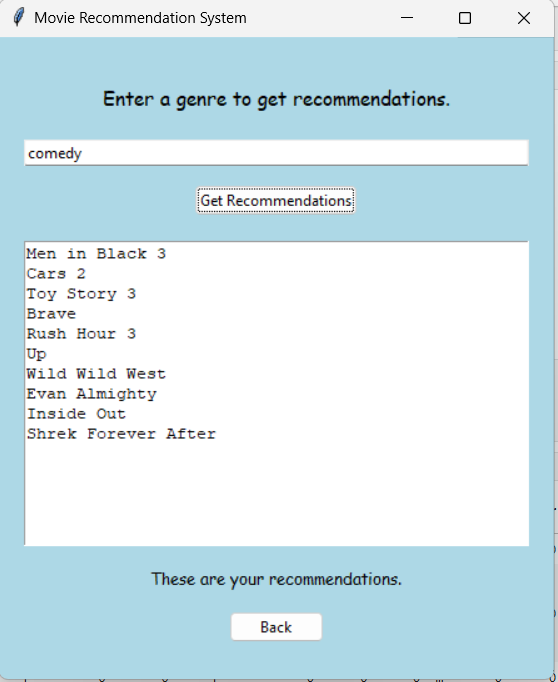 Movie Recommendation System
Enter a genre to get recommendations.
comedy
Get Recommendations
Men in Black 3
Cars 2
Toy Story 3
Brave
Rush Hour 3
Up
Wild Wild West
Evan Almighty
Inside Out
Shrek Forever After
These are your recommendations.
Back